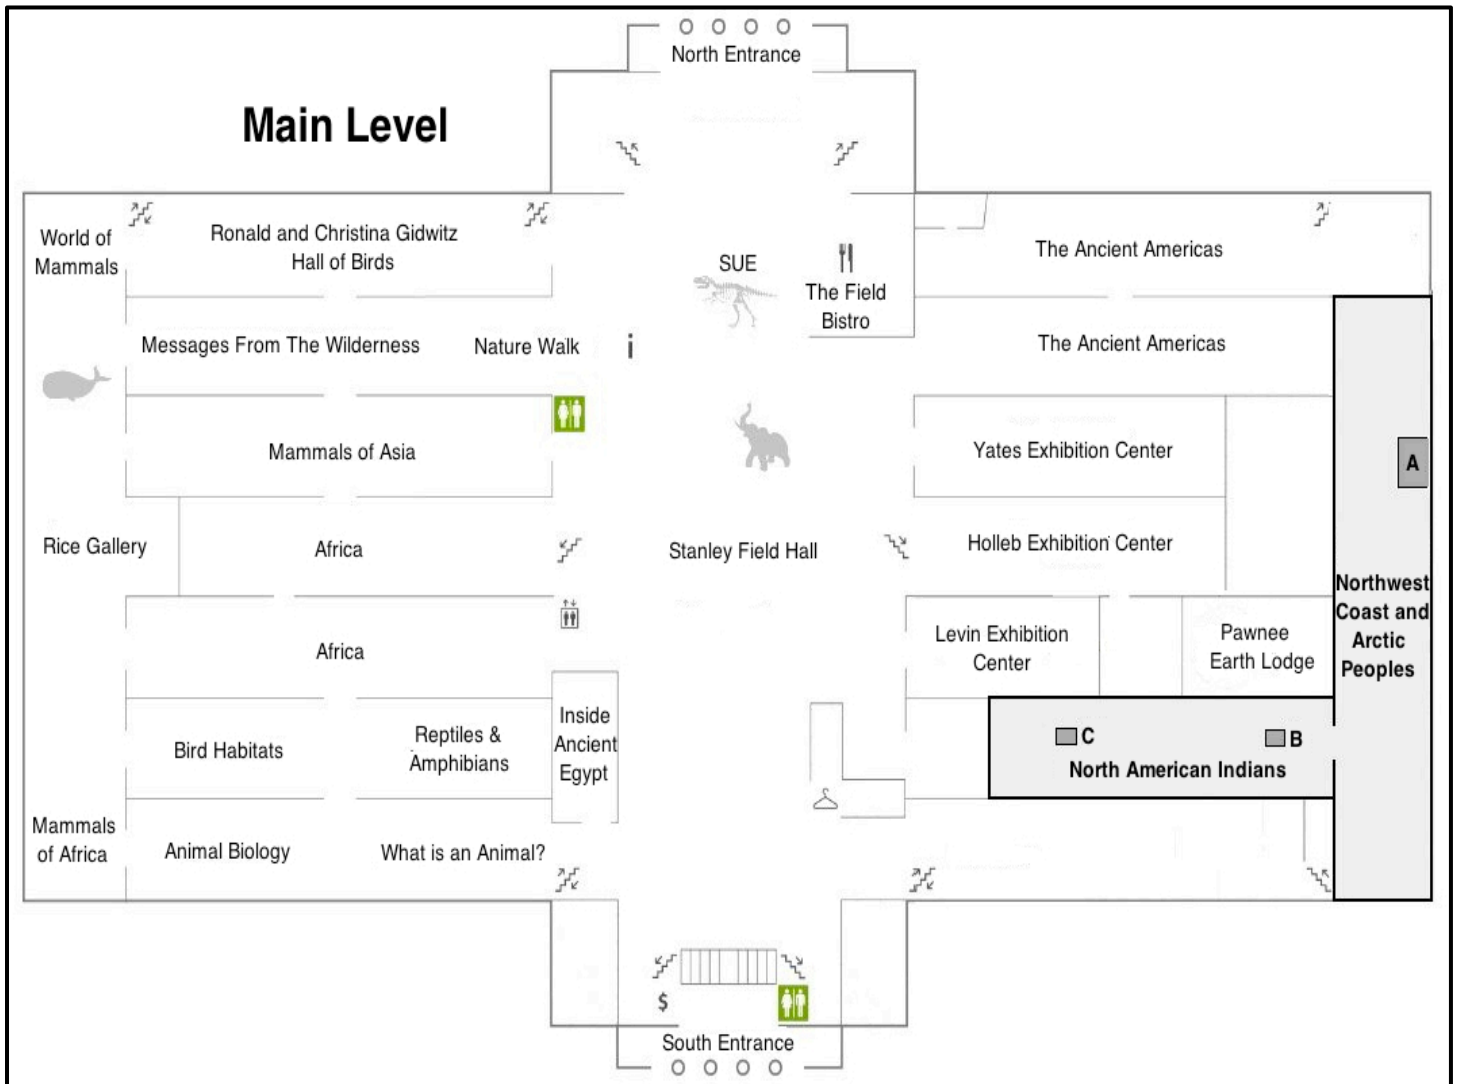 North Entrance
Main Level
World of
Mammals
Ronald and Christina Gidwitz
Hall of Birds
SUE
The Field
Bistro
The Ancient Americas
Messages From The Wilderness
Nature Walk
i
The Ancient Americas
Mammals of Asia
Yates Exhibition Center
A
Rice Gallery
Africa
Stanley Field Hall
Holleb Exhibition Center
Northwest
Coast and
Arctic
Peoples
Africa
Levin Exhibition
Center
Pawnee
Earth Lodge
Bird Habitats
Reptiles &
Amphibians
Inside
Ancient
Egypt
C
B
North American Indians
Mammals
of Africa
Animal Biology
What is an Animal?
$
South Entrance